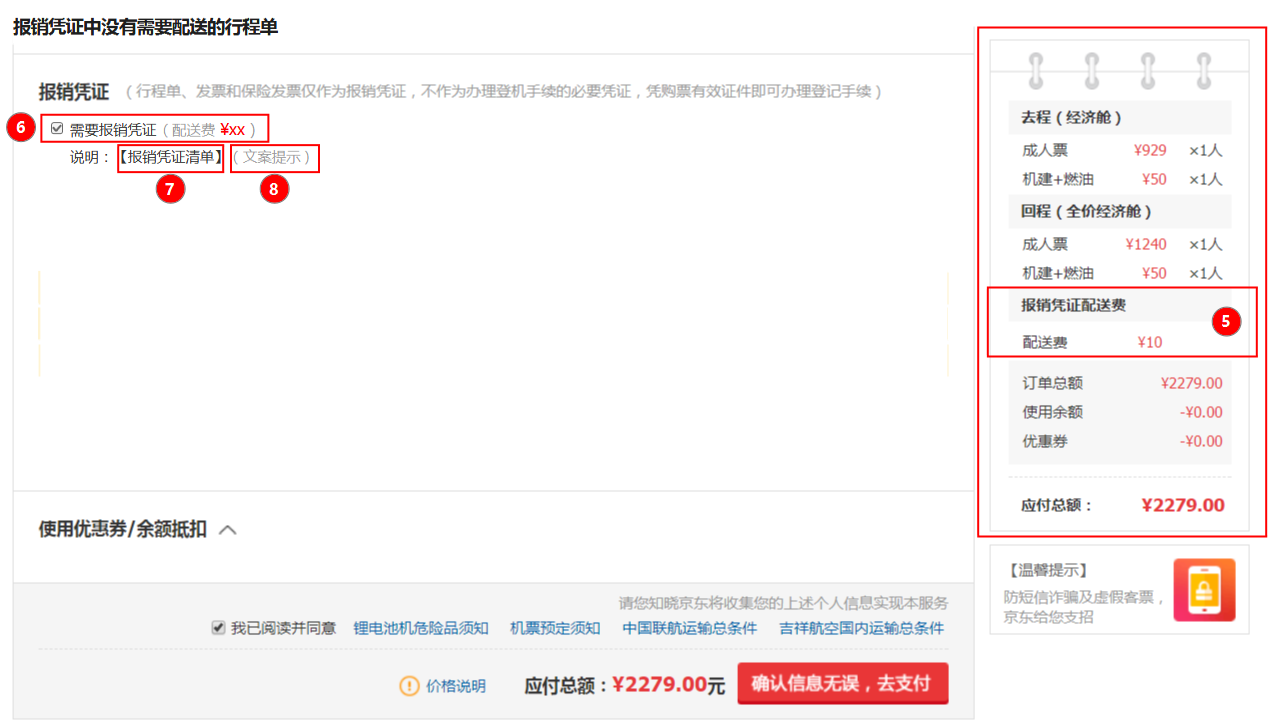 报销凭证中没有需要配送的行程单
报销凭证 (行程单、发票和保险发票仅作为报销凭证，不作为办理登机手续的必要凭证，凭购票有效证件即可办理登记手续)
6 需要报销凭证 (配送费 ¥xx)
说明：【报销凭证清单】(文案提示)
7 8
使用优惠券/余额抵扣
请您知晓京东将收集您的上述个人信息实现本服务
我已阅读并同意 锂电池机危险品须知 机票预定须知 中国联航运输总条件 吉祥航空国内运输总条件
价格说明 应付总额：¥2279.00元 确认信息无误，去支付
去程 (经济舱)
成人票 ¥929 ×1人
机建+燃油 ¥50 ×1人
回程 (全价经济舱)
成人票 ¥1240 ×1人
机建+燃油 ¥50 ×1人
报销凭证配送费 5
配送费 ¥10
订单总额 ¥2279.00
使用余额 -¥0.00
优惠券 -¥0.00
应付总额： ¥2279.00
【温馨提示】
防短信诈骗及虚假客票，
京东给您支招